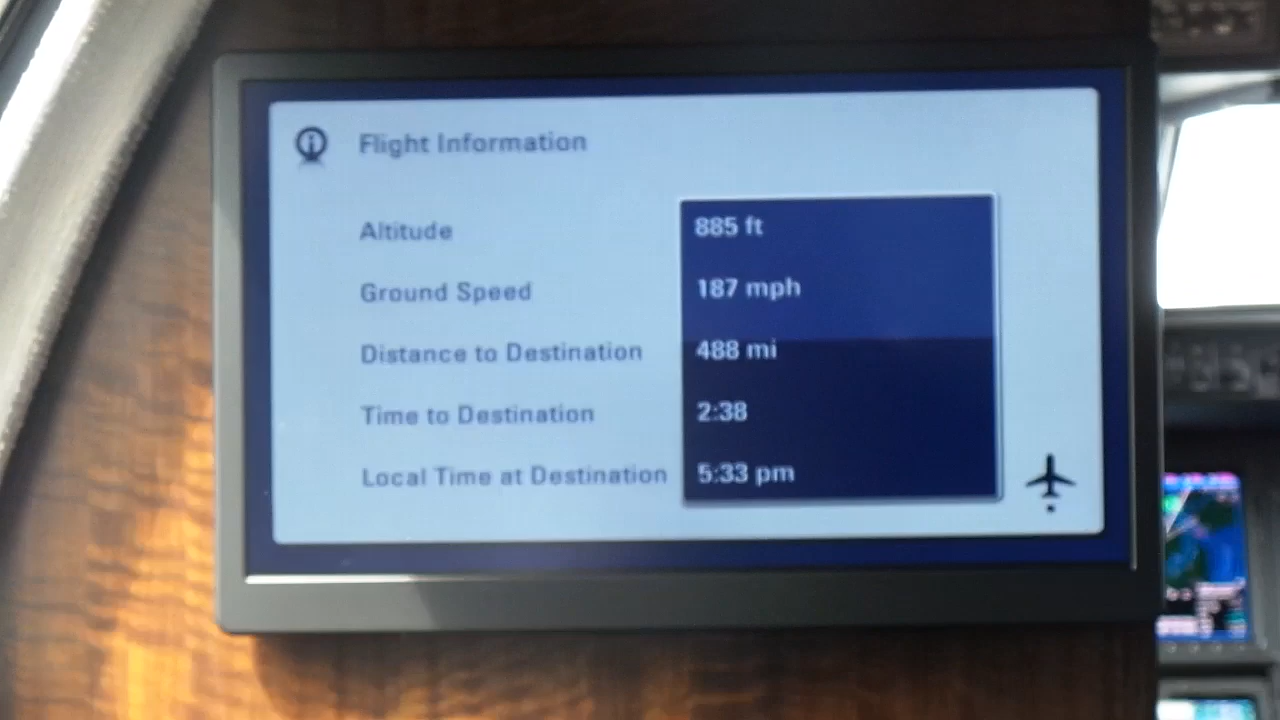 Flight Information
Altitude 885 ft
Ground Speed 187 mph
Distance to Destination 488 mi
Time to Destination 2:38
Local Time at Destination 5:33 pm